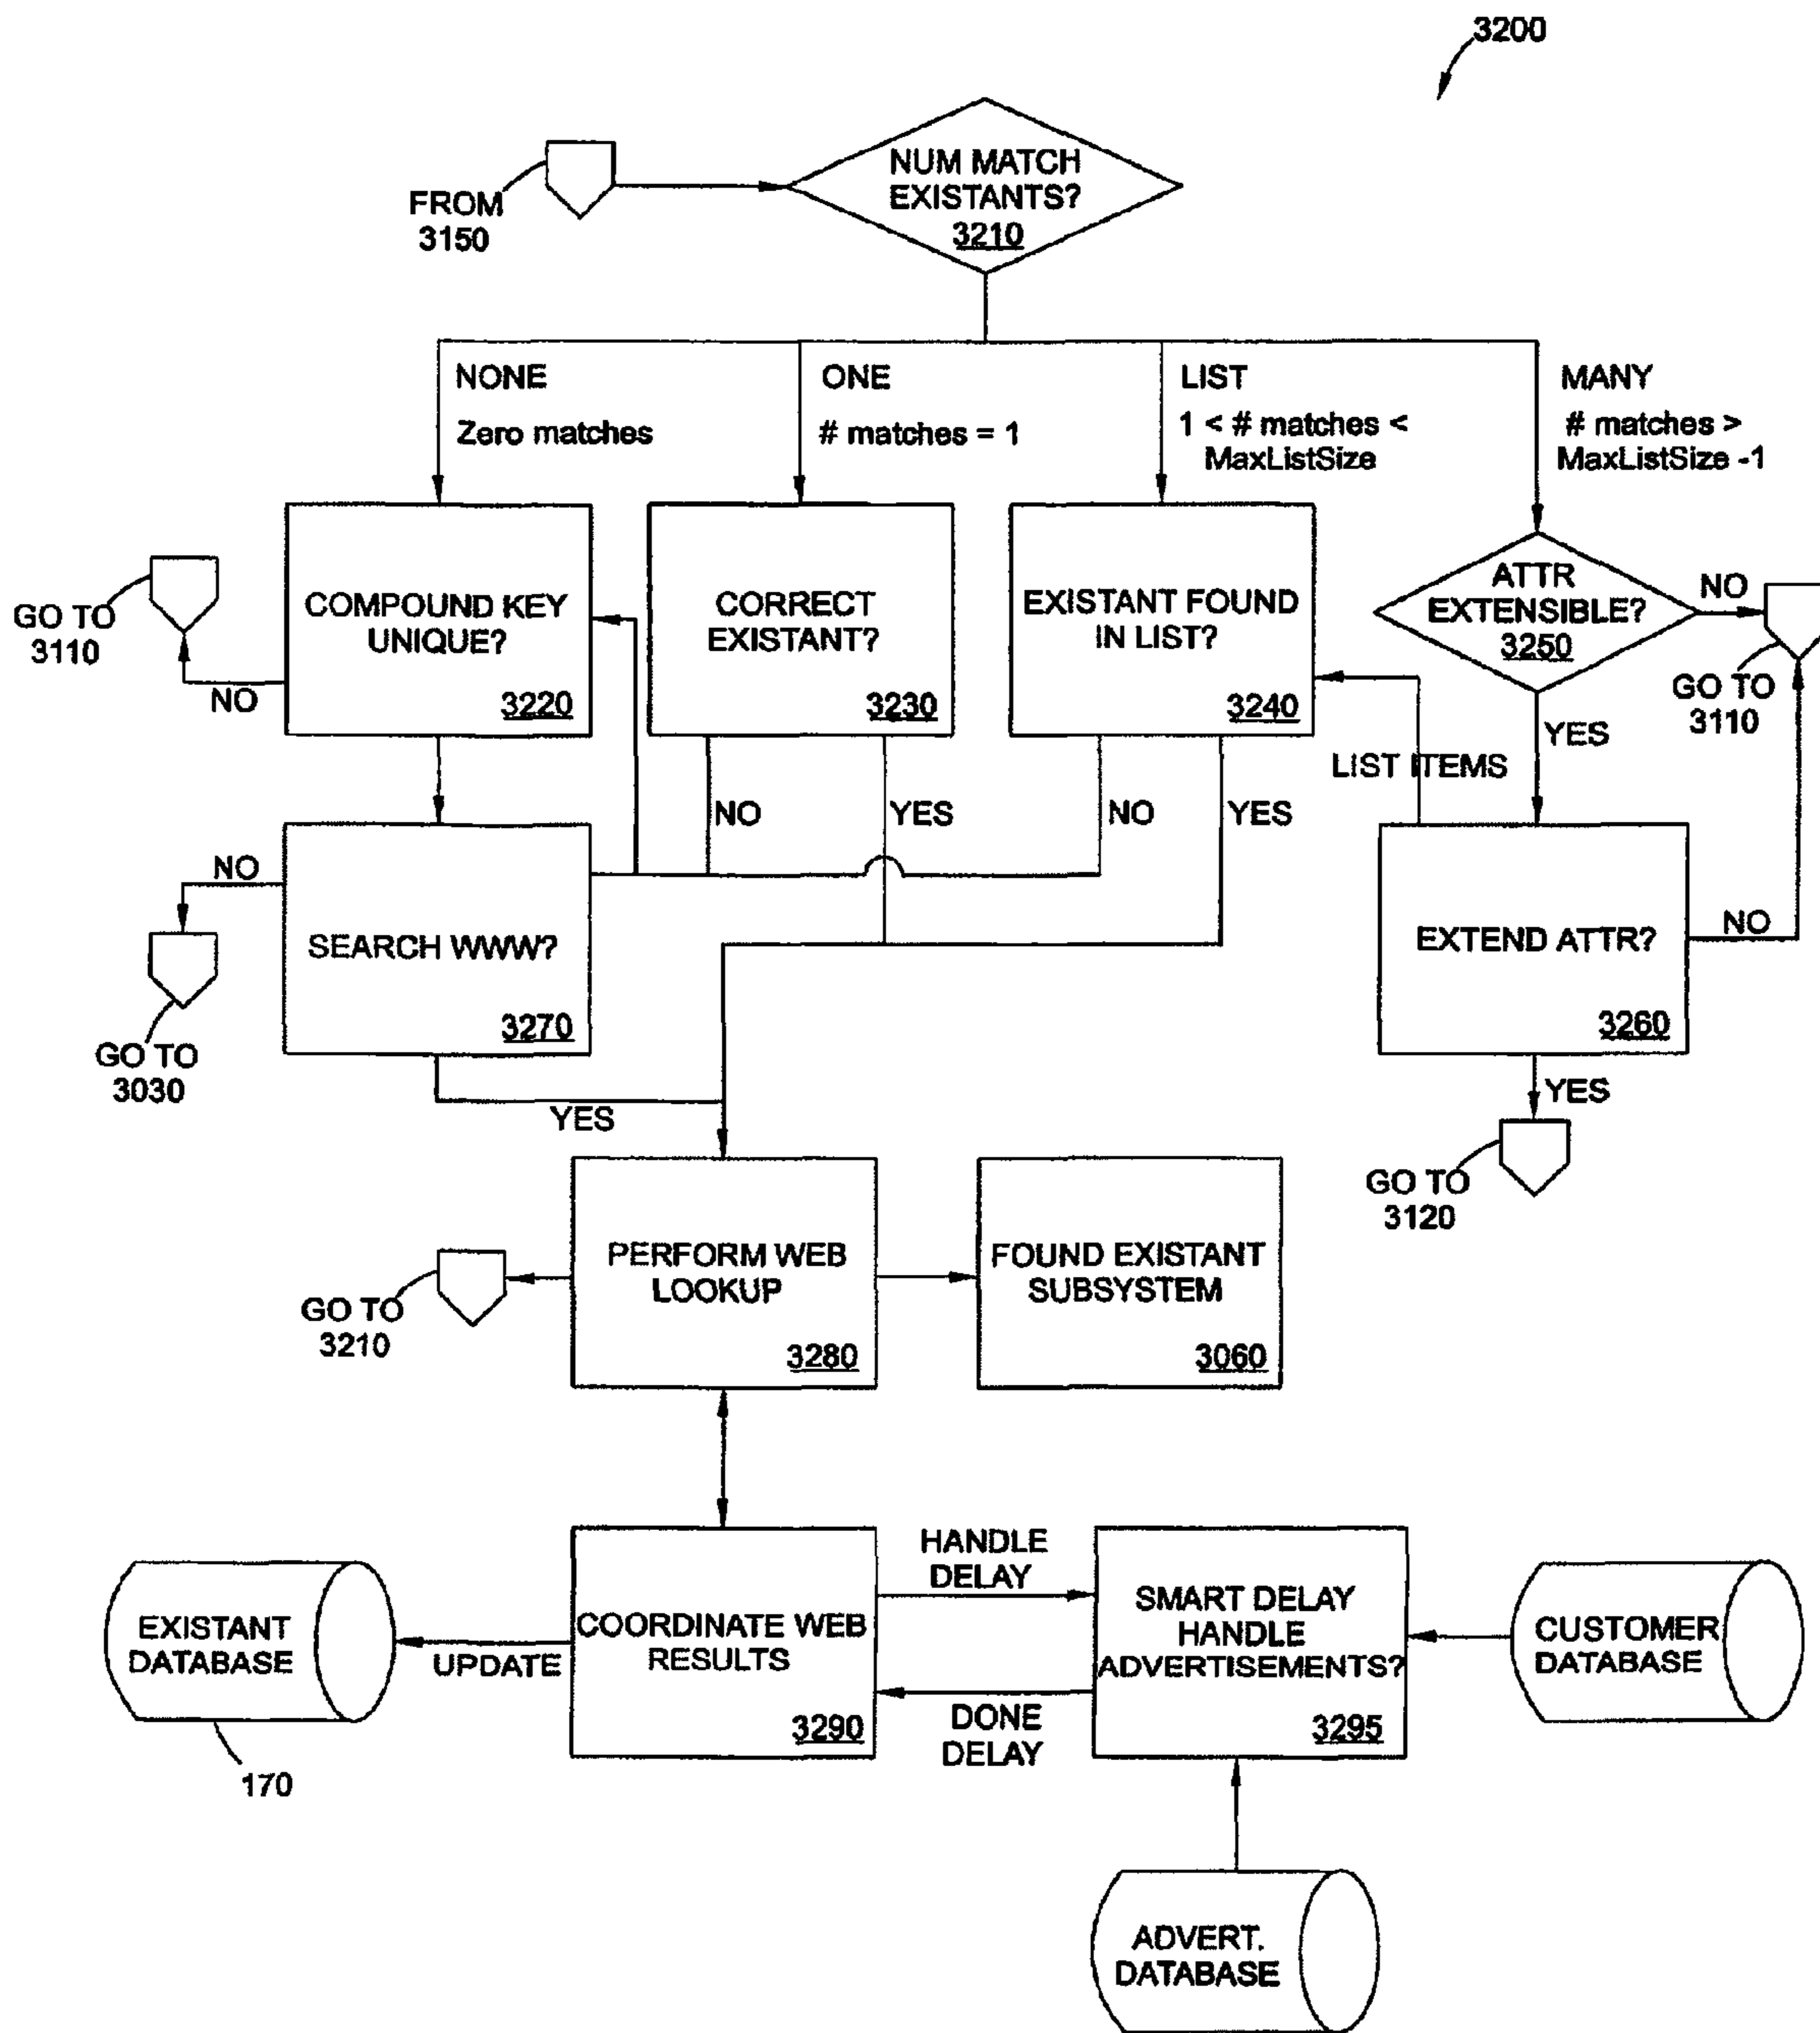 3200
NUM MATCH
EXISTANTS?
3210
FROM
3150
NONE
Zero matches
ONE
# matches = 1
LIST
1 < # matches <
MaxListSize
MANY
# matches >
MaxListSize -1
GO TO
3110
NO
COMPOUND KEY
UNIQUE?
3220
CORRECT
EXISTANT?
3230
EXISTANT FOUND
IN LIST?
3240
ATTR
EXTENSIBLE?
3250
NO
GO TO
3110
YES
LIST ITEMS
NO
YES
NO
YES
NO
SEARCH WWW?
3270
GO TO
3030
EXTEND ATTR?
3260
NO
YES
YES
GO TO
3120
PERFORM WEB
LOOKUP
3280
GO TO
3210
FOUND EXISTANT
SUBSYSTEM
3060
EXISTANT
DATABASE
170
UPDATE
COORDINATE WEB
RESULTS
3290
HANDLE
DELAY
DONE
DELAY
SMART DELAY
HANDLE
ADVERTISEMENTS?
3295
CUSTOMER
DATABASE
ADVERT.
DATABASE